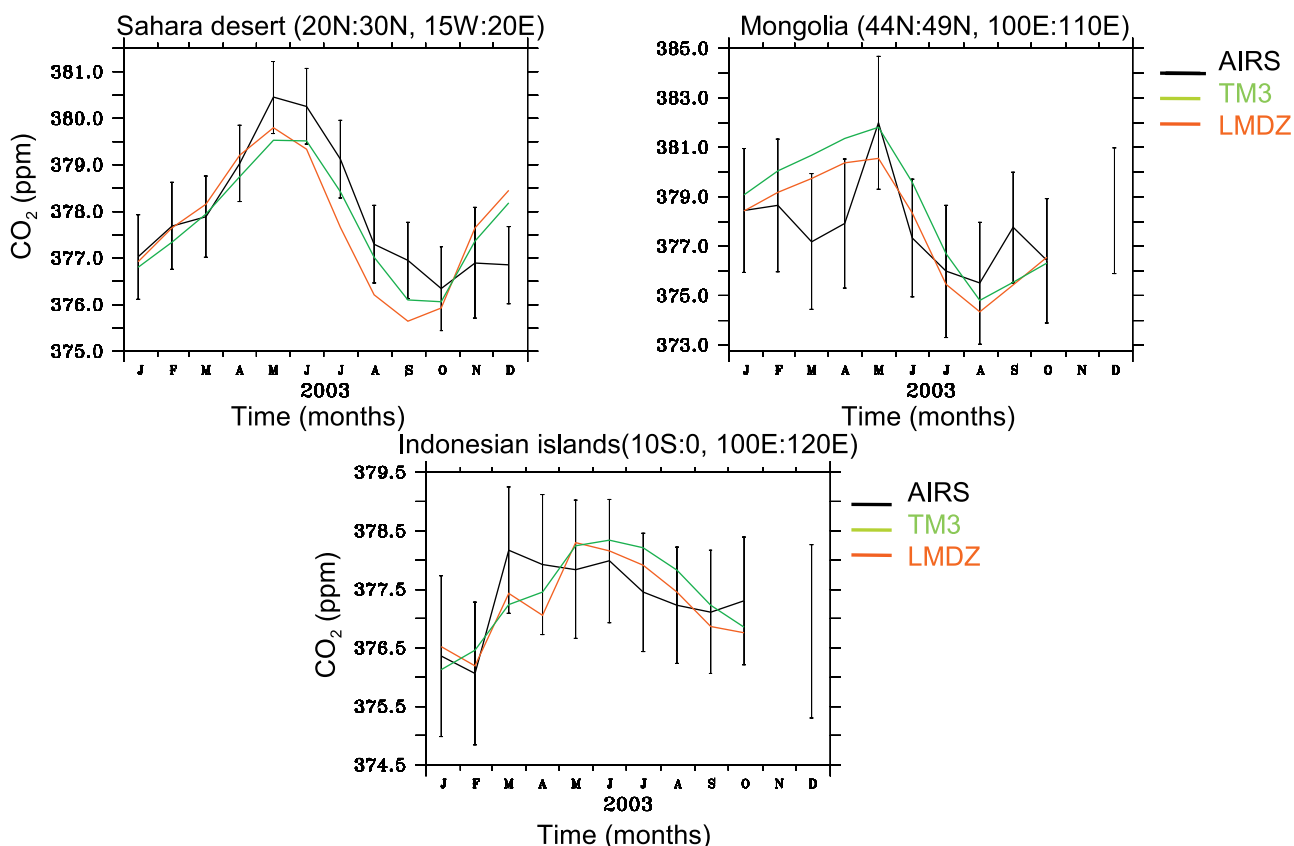 Sahara desert (20N:30N, 15W:20E)
381.0
380.0
379.0
378.0
377.0
376.0
375.0
CO2 (ppm)
J F M A M J J A S O N D
2003
Time (months)
Mongolia (44N:49N, 100E:110E)
385.0
383.0
381.0
379.0
377.0
375.0
373.0
J F M A M J J A S O N D
2003
Time (months)
AIRS
TM3
LMDZ
Indonesian islands(10S:0, 100E:120E)
379.5
378.5
377.5
376.5
375.5
374.5
CO2 (ppm)
J F M A M J J A S O N D
2003
Time (months)
AIRS
TM3
LMDZ